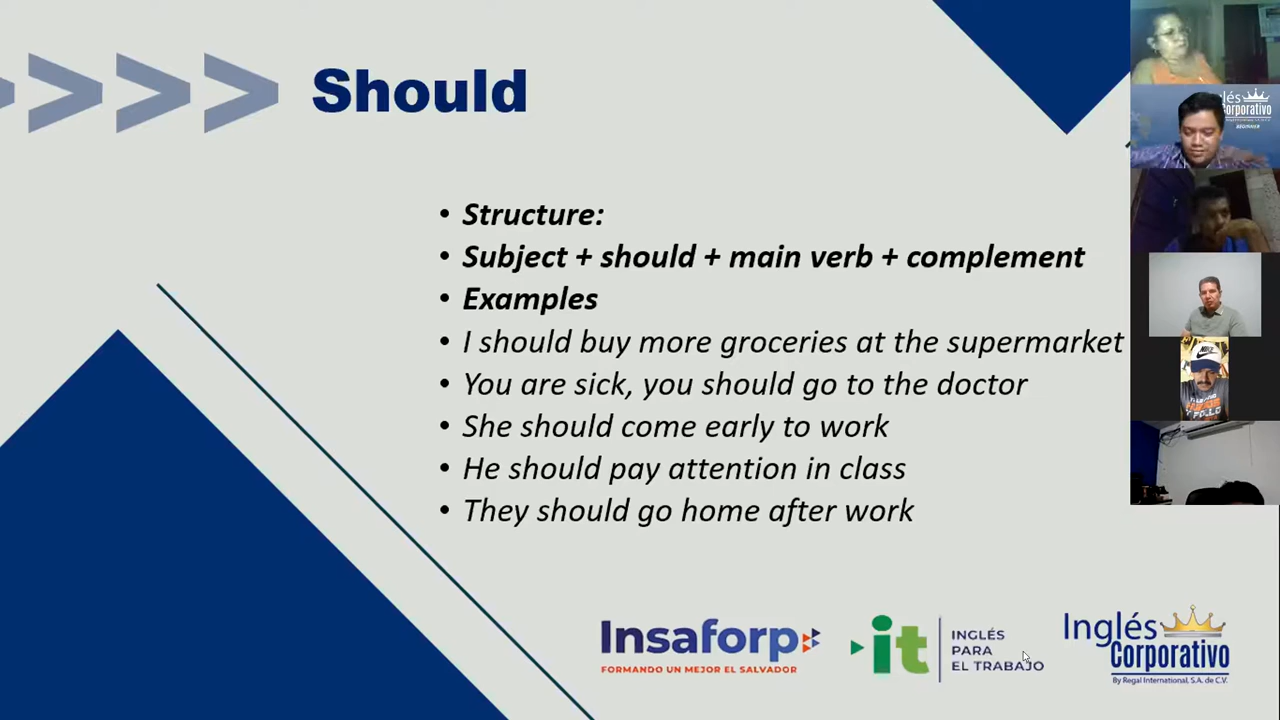 Should
• Structure:
• Subject + should + main verb + complement
• Examples
• I should buy more groceries at the supermarket
• You are sick, you should go to the doctor
• She should come early to work
• He should pay attention in class
• They should go home after work
Insaforp
FORMANDO UN MEJOR EL SALVADOR
it
INGLÉS
PARA
EL TRABAJO
Inglés
Corporativo
By Regal International, S.A. de C.V.
glés
Corporativo
BEGINNER